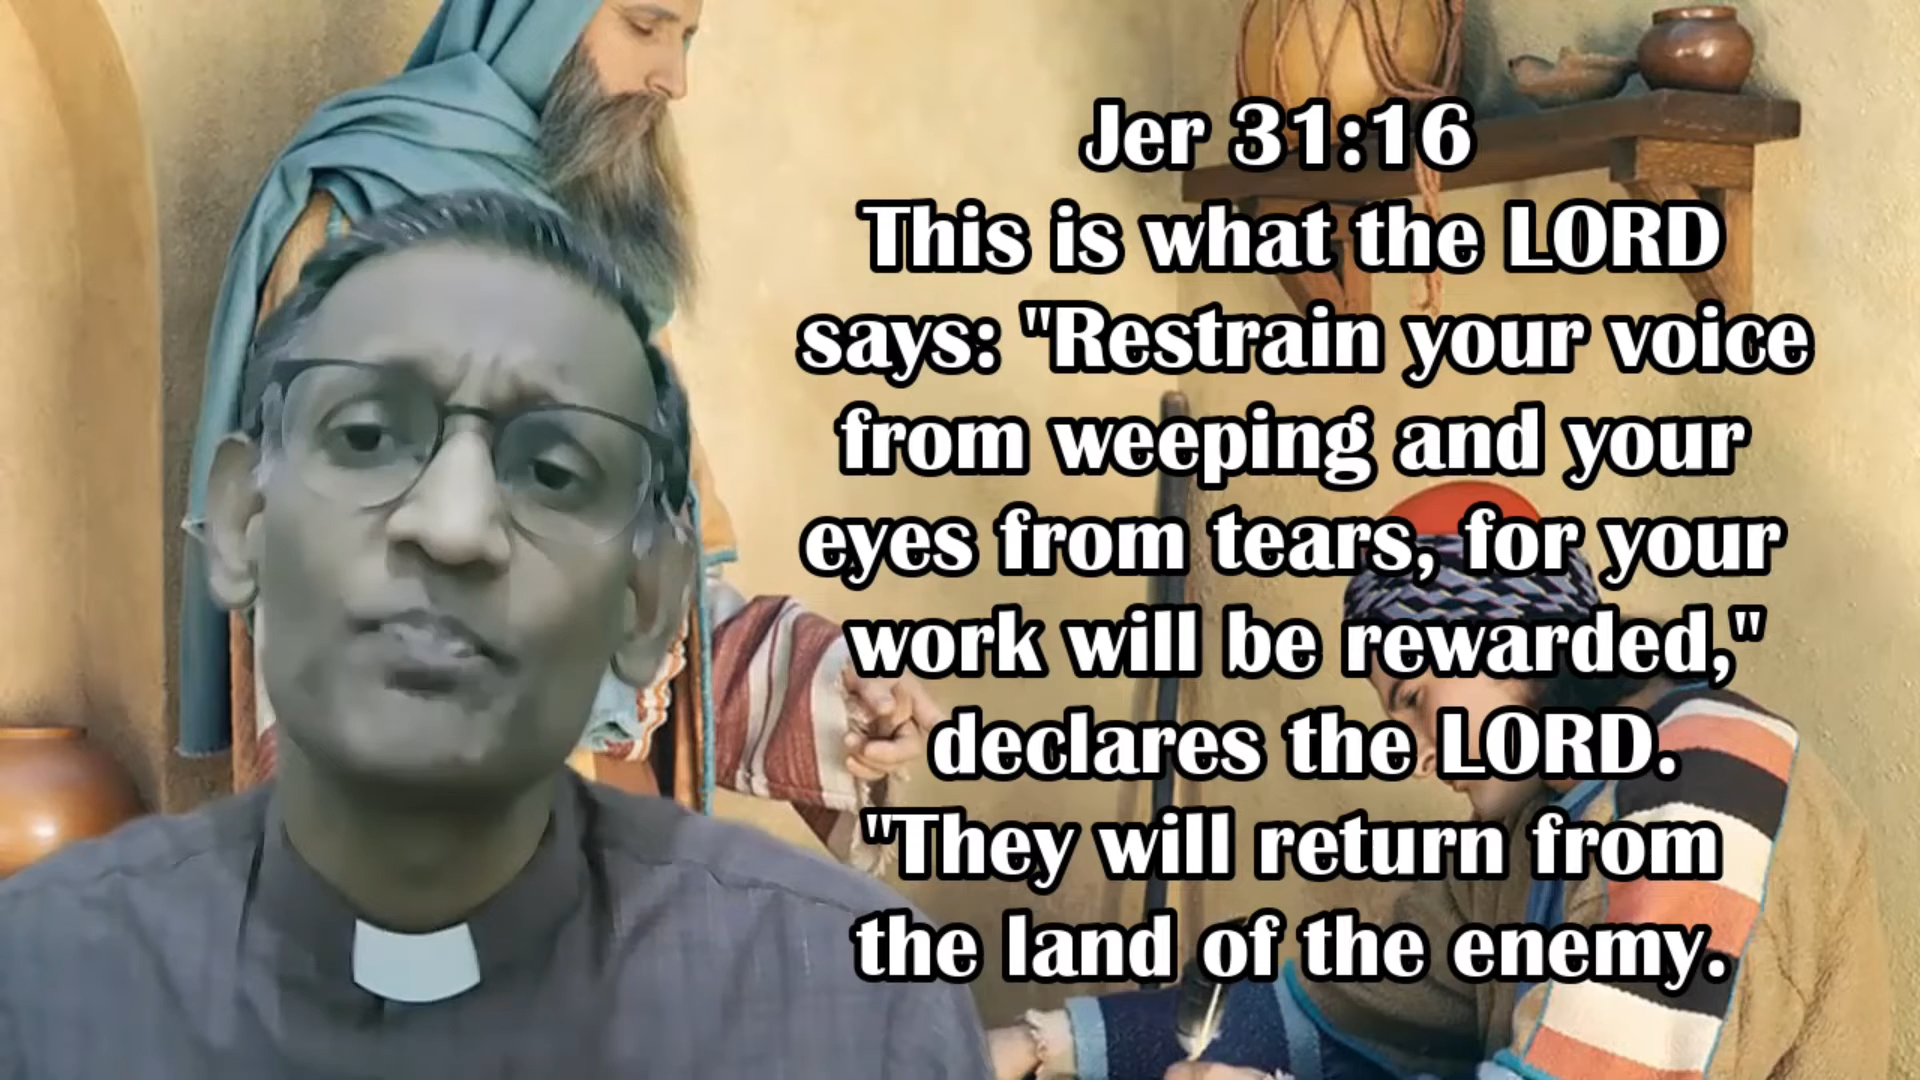 Jer 31:16
This is what the LORD
says: "Restrain your voice
from weeping and your
eyes from tears, for your
work will be rewarded,"
declares the LORD.
"They will return from
the land of the enemy.